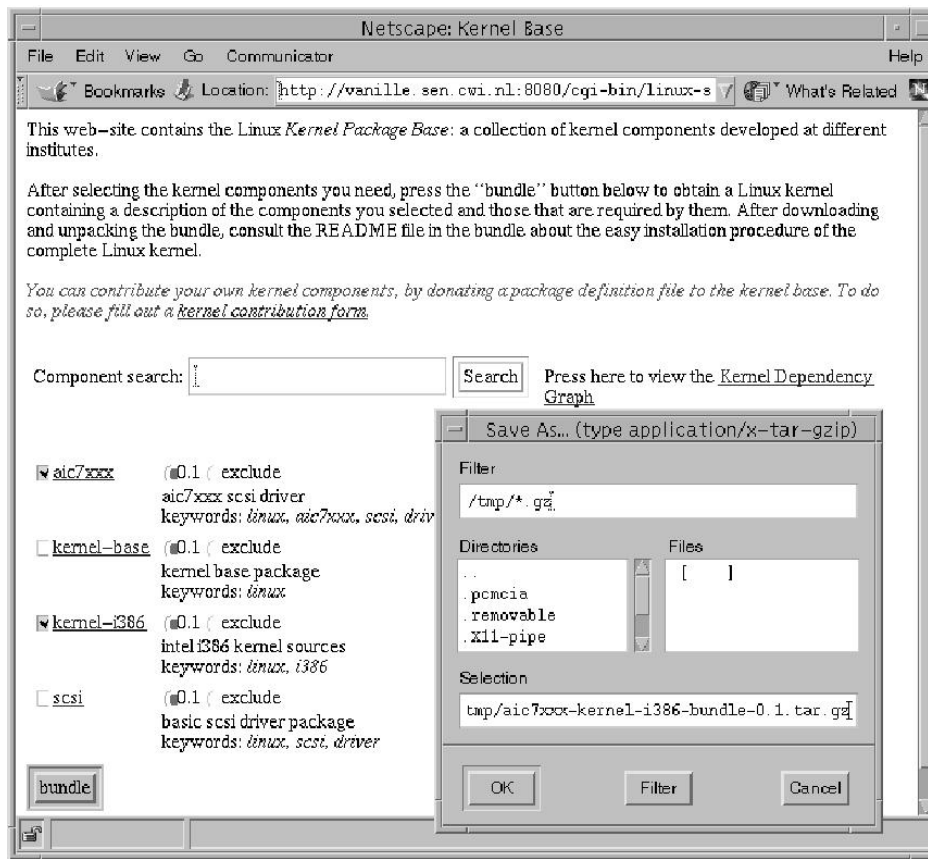 Netscape: Kernel Base
File Edit View Go Communicator Help
Bookmarks Location: http://vanille.sen.cwi.nl:8080/cgi-bin/linux-s What's Related N
This web-site contains the Linux Kernel Package Base: a collection of kernel components developed at different
institutes.
After selecting the kernel components you need, press the "bundle" button below to obtain a Linux kernel
containing a description of the components you selected and those that are required by them. After downloading
and unpacking the bundle, consult the README file in the bundle about the easy installation procedure of the
complete Linux kernel.
You can contribute your own kernel components, by donating a package definition file to the kernel base. To do
so, please fill out a kernel contribution form.
Component search: Search Press here to view the Kernel Dependency
Graph
aic7xxx 0.1 exclude
aic7xxx scsi driver
keywords: linux, aic7xxx, scsi, driv
kernel-base 0.1 exclude
kernel base package
keywords: linux
kernel-i386 0.1 exclude
intel i386 kernel sources
keywords: linux, i386
scsi 0.1 exclude
basic scsi driver package
keywords: linux, scsi, driver
bundle
Save As... (type application/x-tar-gzip)
Filter
/tmp/*.gz
Directories Files
..
.pcmcia
.removable
.X11-pipe
[ ]
Selection
tmp/aic7xxx-kernel-i386-bundle-0.1.tar.gz
OK Filter Cancel